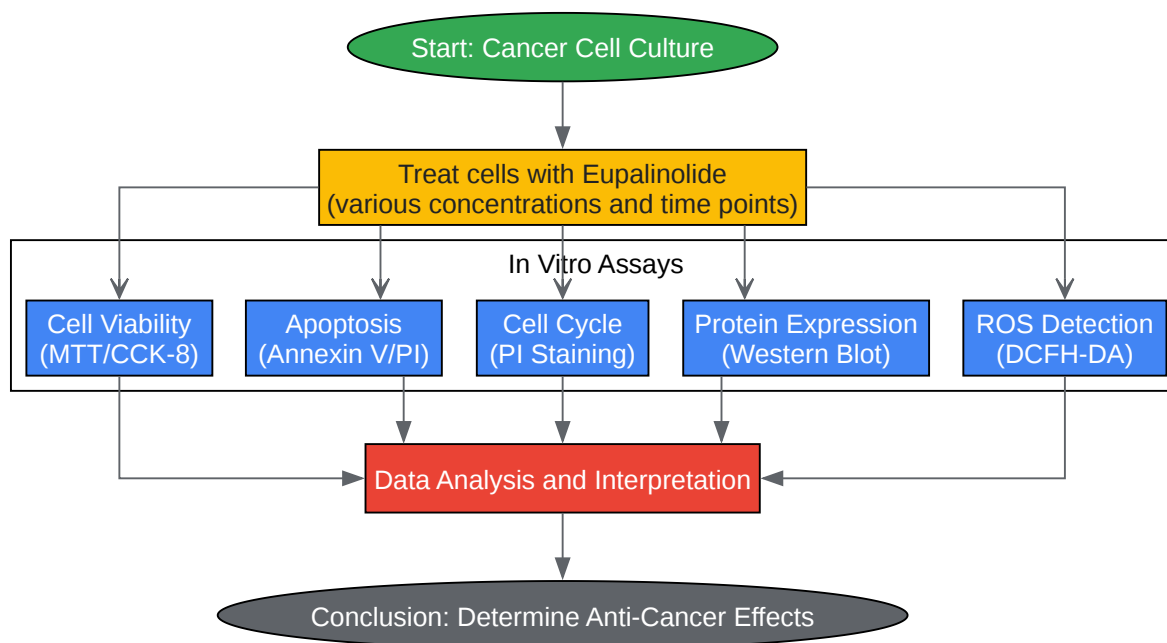 Start: Cancer Cell Culture
Treat cells with Eupalinolide
(various concentrations and time points)
In Vitro Assays
Cell Viability
(MTT/CCK-8)
Apoptosis
(Annexin V/PI)
Cell Cycle
(PI Staining)
Protein Expression
(Western Blot)
ROS Detection
(DCFH-DA)
Data Analysis and Interpretation
Conclusion: Determine Anti-Cancer Effects